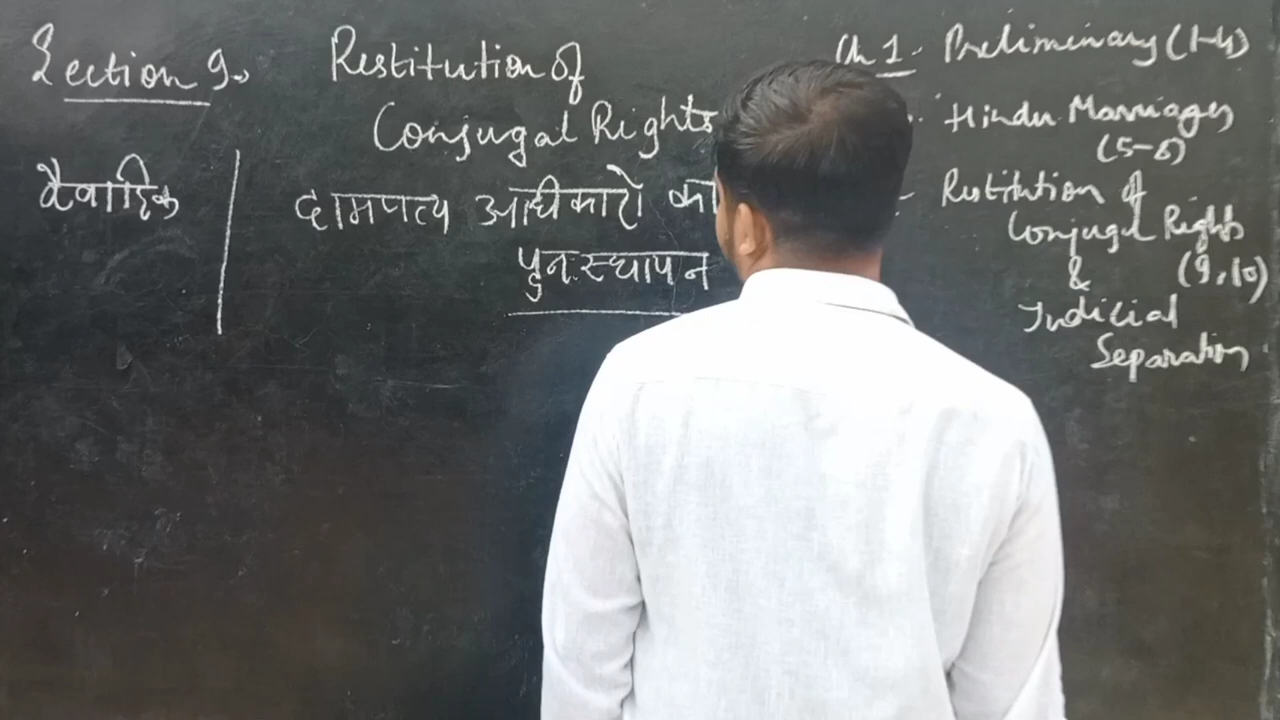 Section 9.
Restitution of
Conjugal Rights
वैवाहिक
दामपत्य अधिकारो का
पुनःस्थापन
Ch 1. Preliminary (1-4)
Hindu Marriages
(5-8)
- Restitution of
Conjugal Rights
& (9,10)
Judicial
Separation